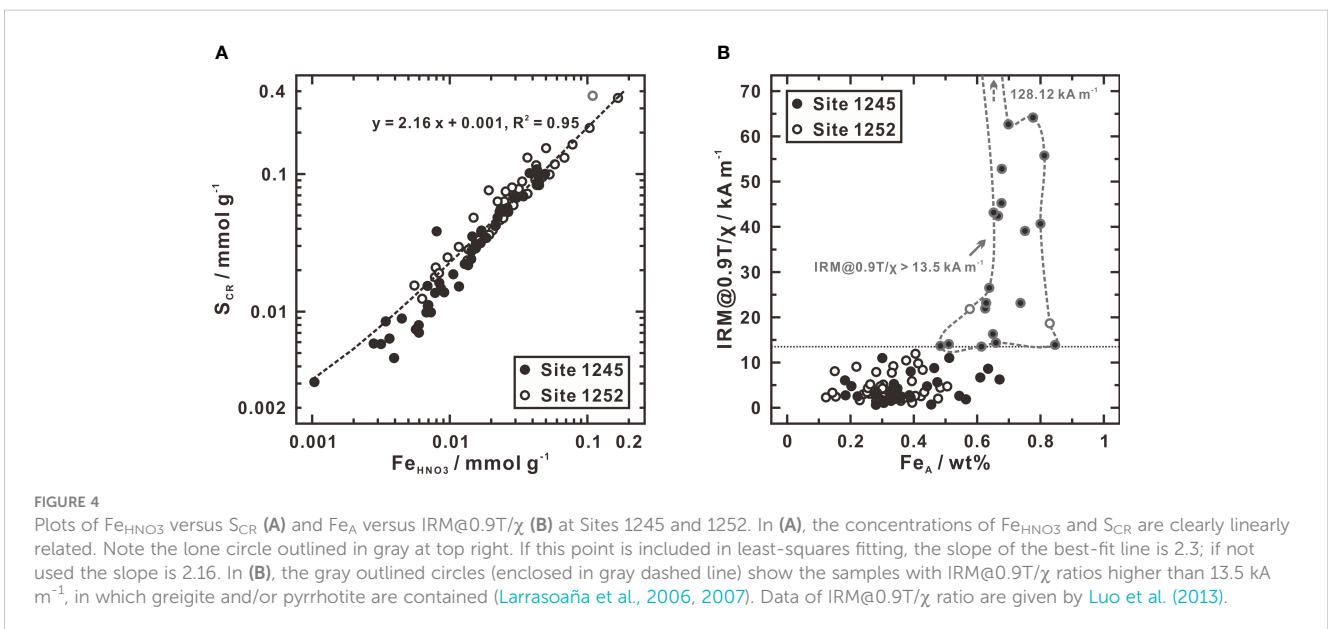 A
B
0.4
0.1
0.01
0.002
S_CR / mmol g⁻¹
y = 2.16 x + 0.001, R² = 0.95
Site 1245
Site 1252
0.001
0.01
0.1
0.2
Fe_HNO3 / mmol g⁻¹
70
60
50
40
30
20
10
0
IRM@0.9T/χ / kA m⁻¹
Site 1245
Site 1252
128.12 kA m⁻¹
IRM@0.9T/χ > 13.5 kA m⁻¹
0
0.2
0.4
0.6
0.8
1
Fe_A / wt%
FIGURE 4
Plots of Fe_HNO3 versus S_CR (A) and Fe_A versus IRM@0.9T/χ (B) at Sites 1245 and 1252. In (A), the concentrations of Fe_HNO3 and S_CR are clearly linearly
related. Note the lone circle outlined in gray at top right. If this point is included in least-squares fitting, the slope of the best-fit line is 2.3; if not
used the slope is 2.16. In (B), the gray outlined circles (enclosed in gray dashed line) show the samples with IRM@0.9T/χ ratios higher than 13.5 kA
m⁻¹, in which greigite and/or pyrrhotite are contained (Larrasoaña et al., 2006, 2007). Data of IRM@0.9T/χ ratio are given by Luo et al. (2013).